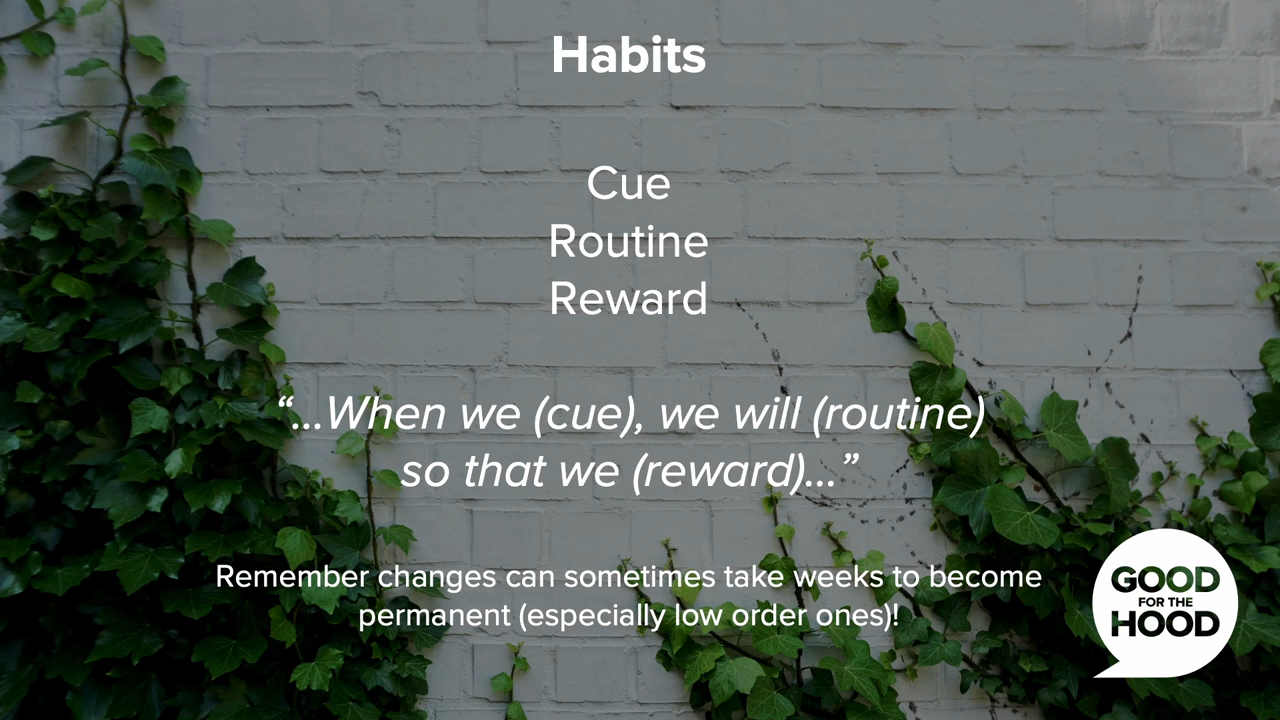 Habits
Cue
Routine
Reward
“...When we (cue), we will (routine)
so that we (reward)...”
Remember changes can sometimes take weeks to become
permanent (especially low order ones)!
GOOD
FOR THE
HOOD